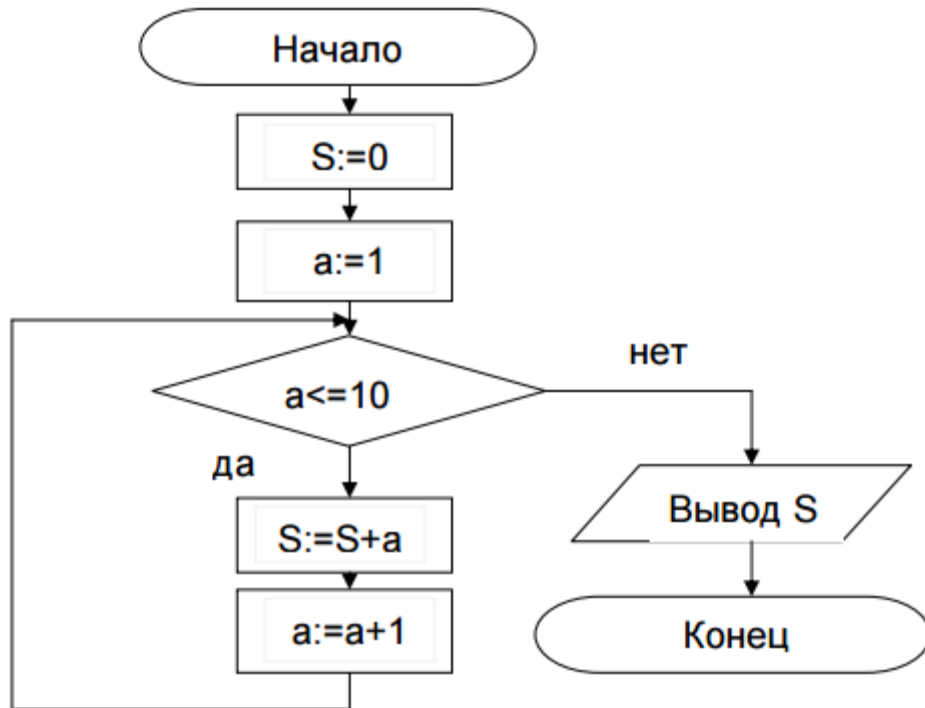 Начало
S:=0
a:=1
a<=10
нет
да
S:=S+a
Вывод S
a:=a+1
Конец